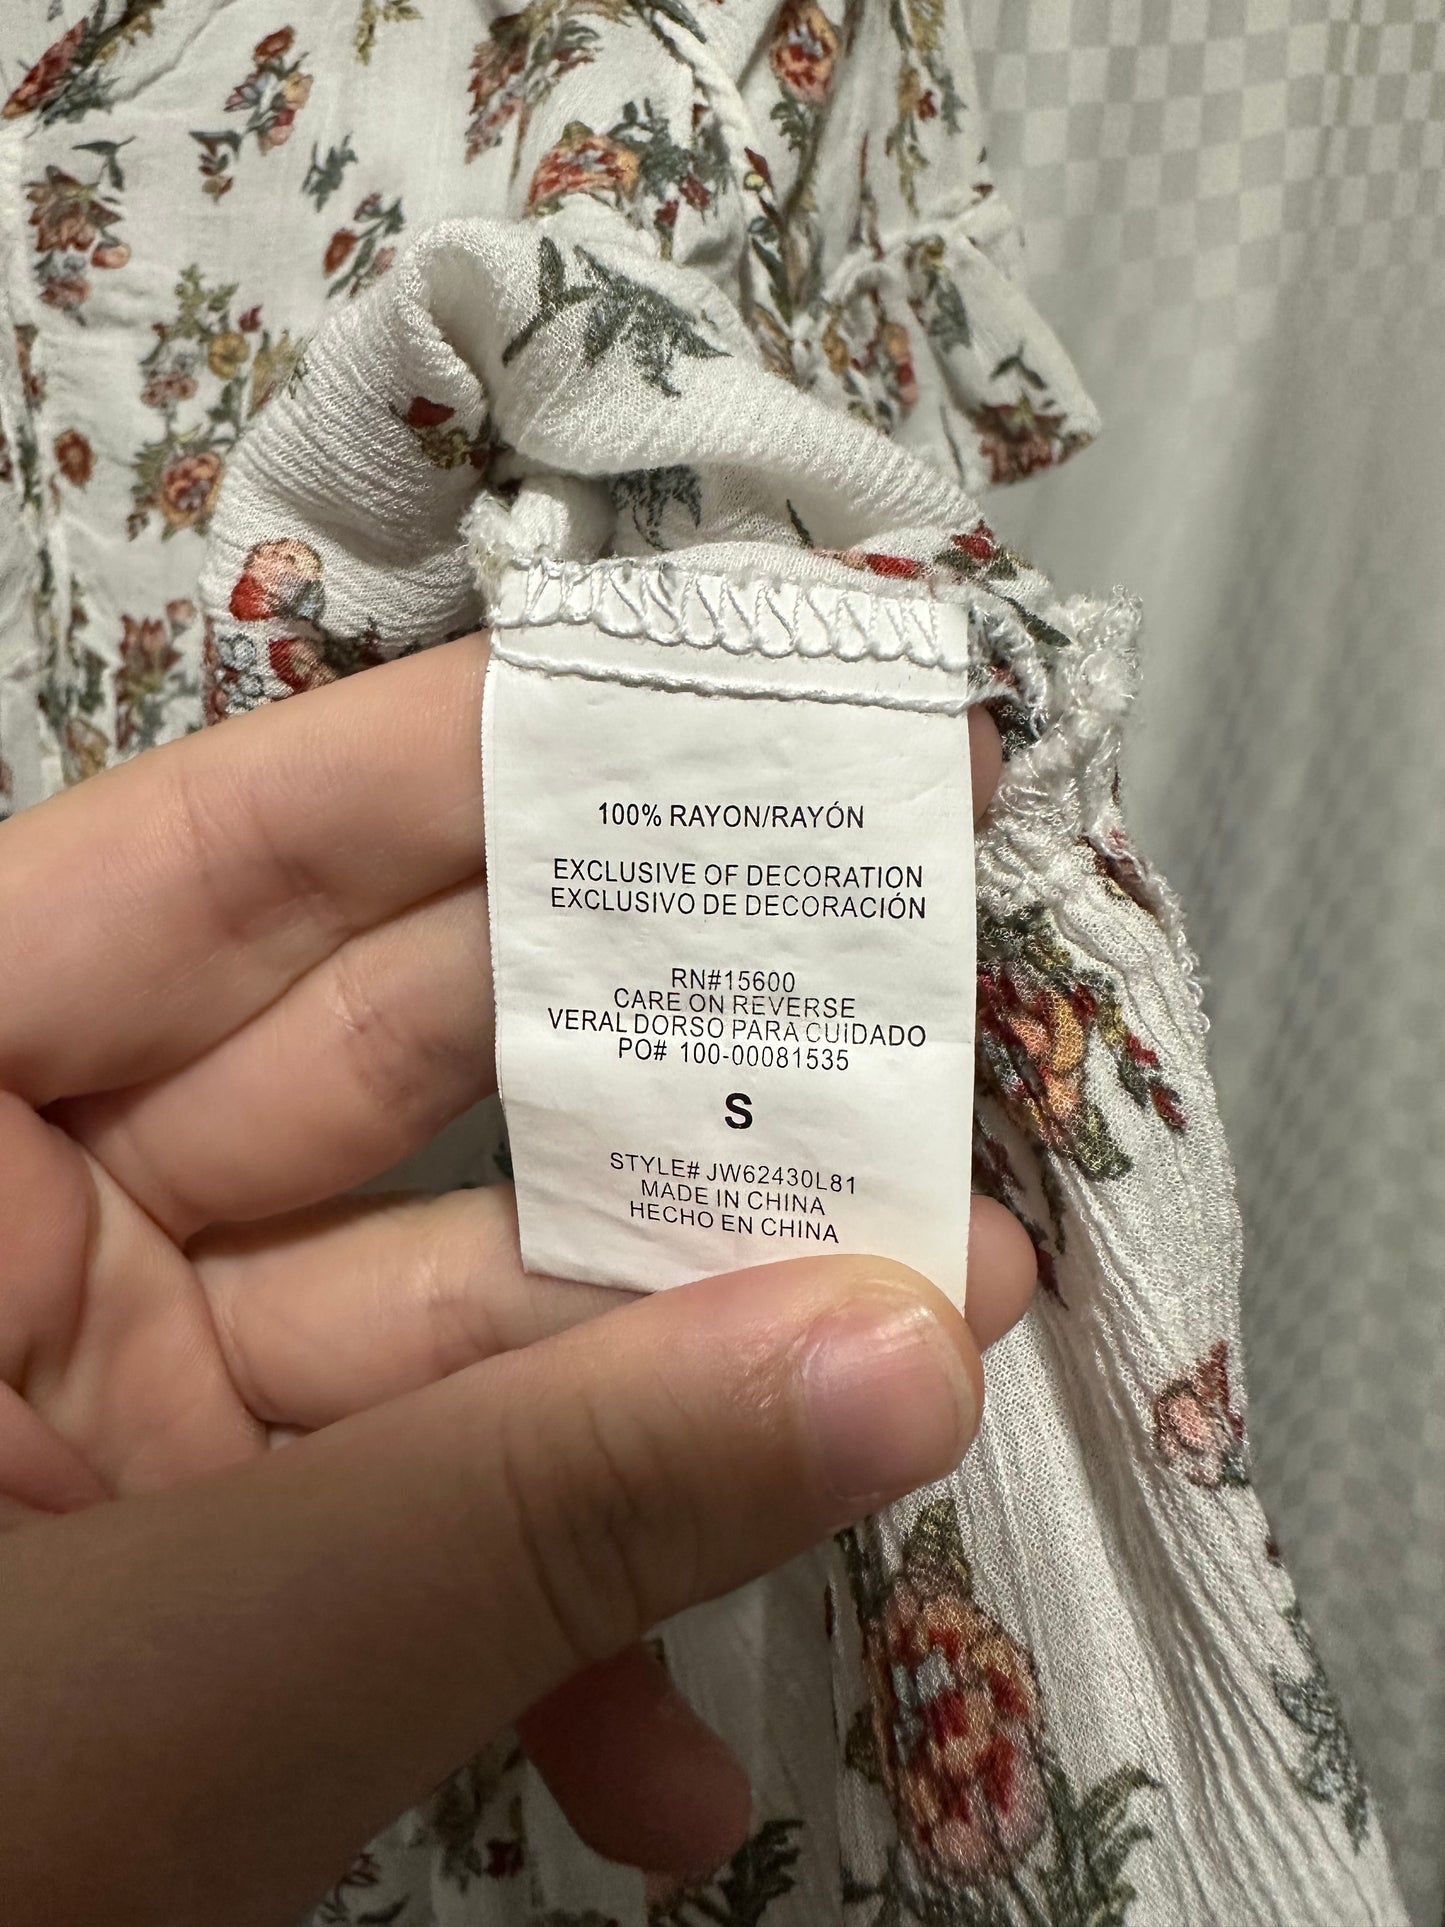 100% RAYON/RAYÓN
EXCLUSIVE OF DECORATION
EXCLUSIVO DE DECORACIÓN
RN#15600
CARE ON REVERSE
VERAL DORSO PARA CUIDADO
PO# 100-00081535
S
STYLE# JW62430L81
MADE IN CHINA
HECHO EN CHINA